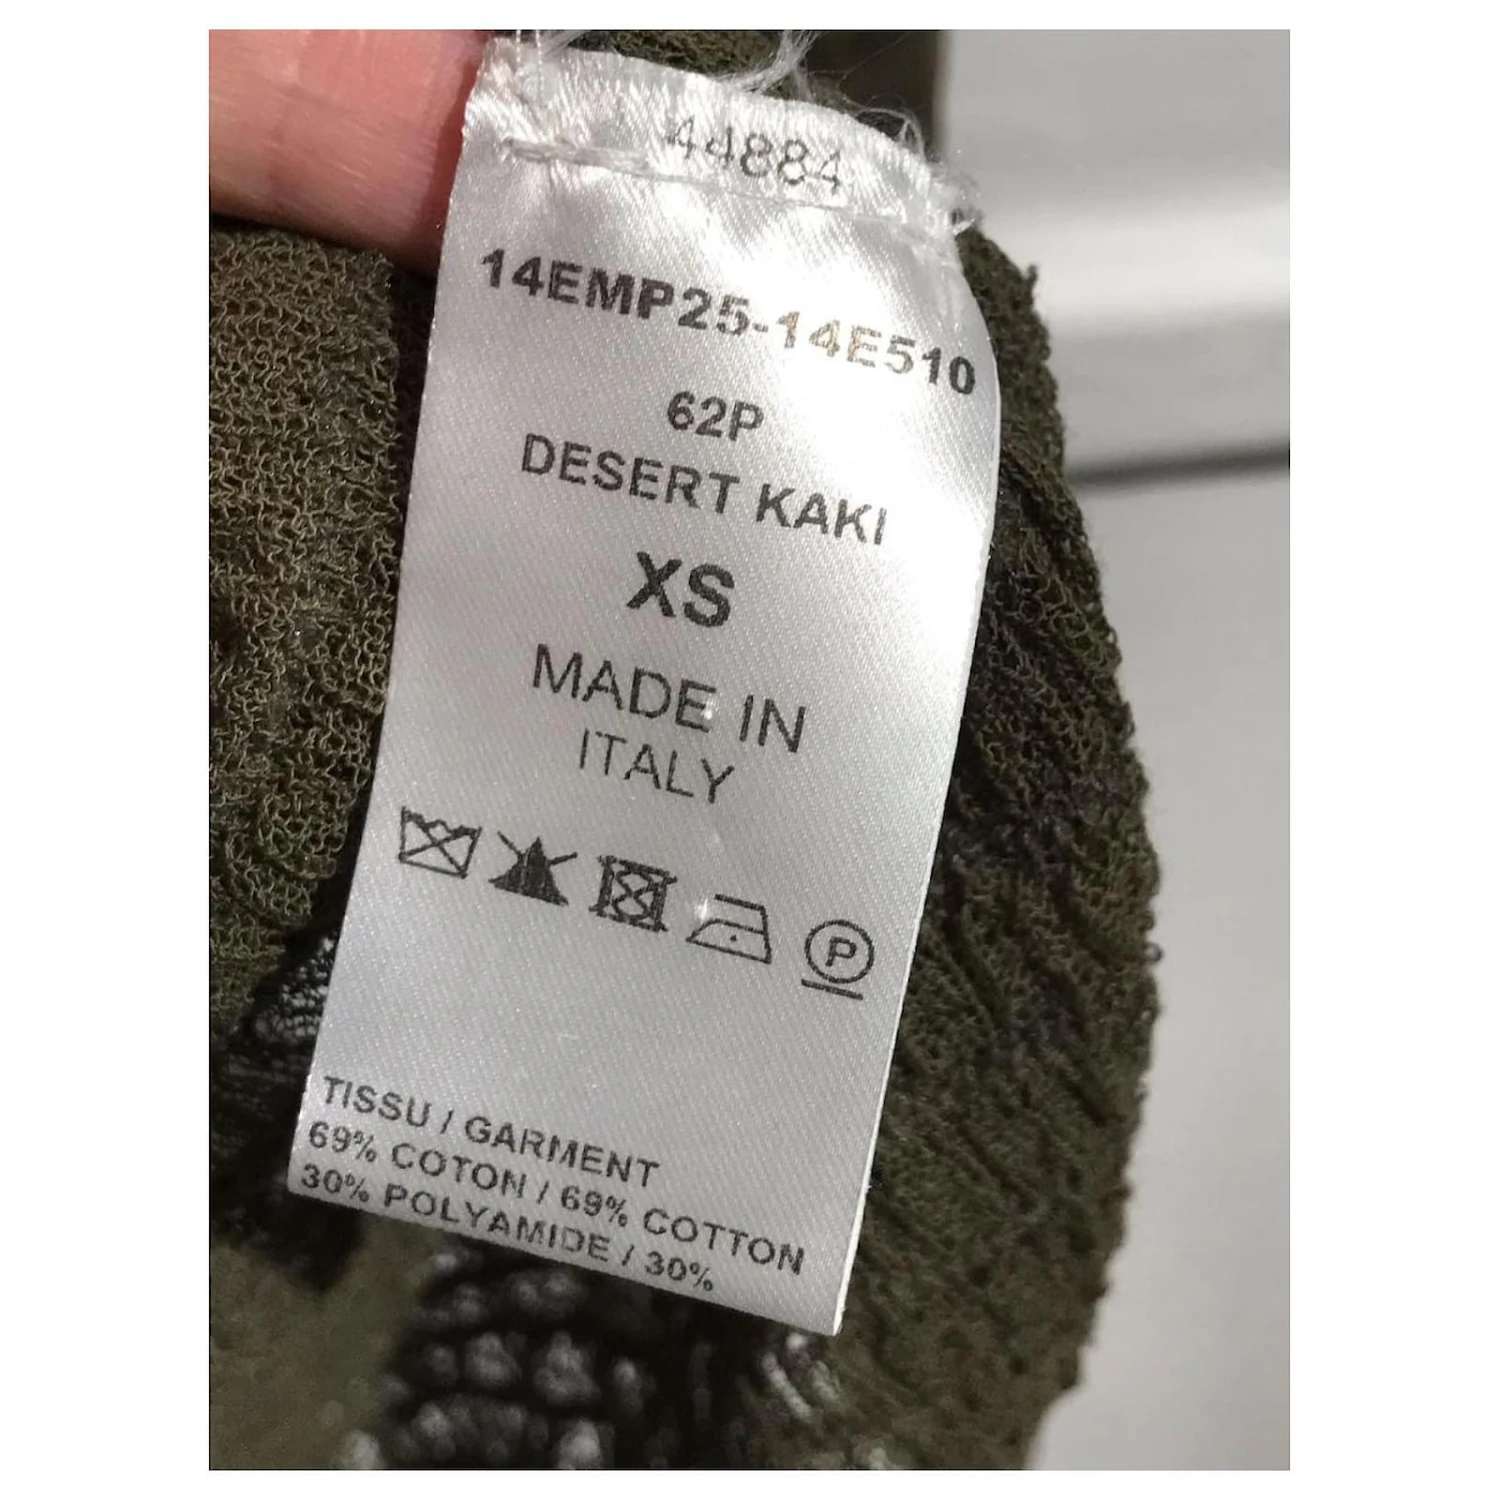 44884
14EMP25-14E510
62P
DESERT KAKI
XS
MADE IN
ITALY
P
TISSU / GARMENT
69% COTON / 69% COTTON
30% POLYAMIDE / 30%